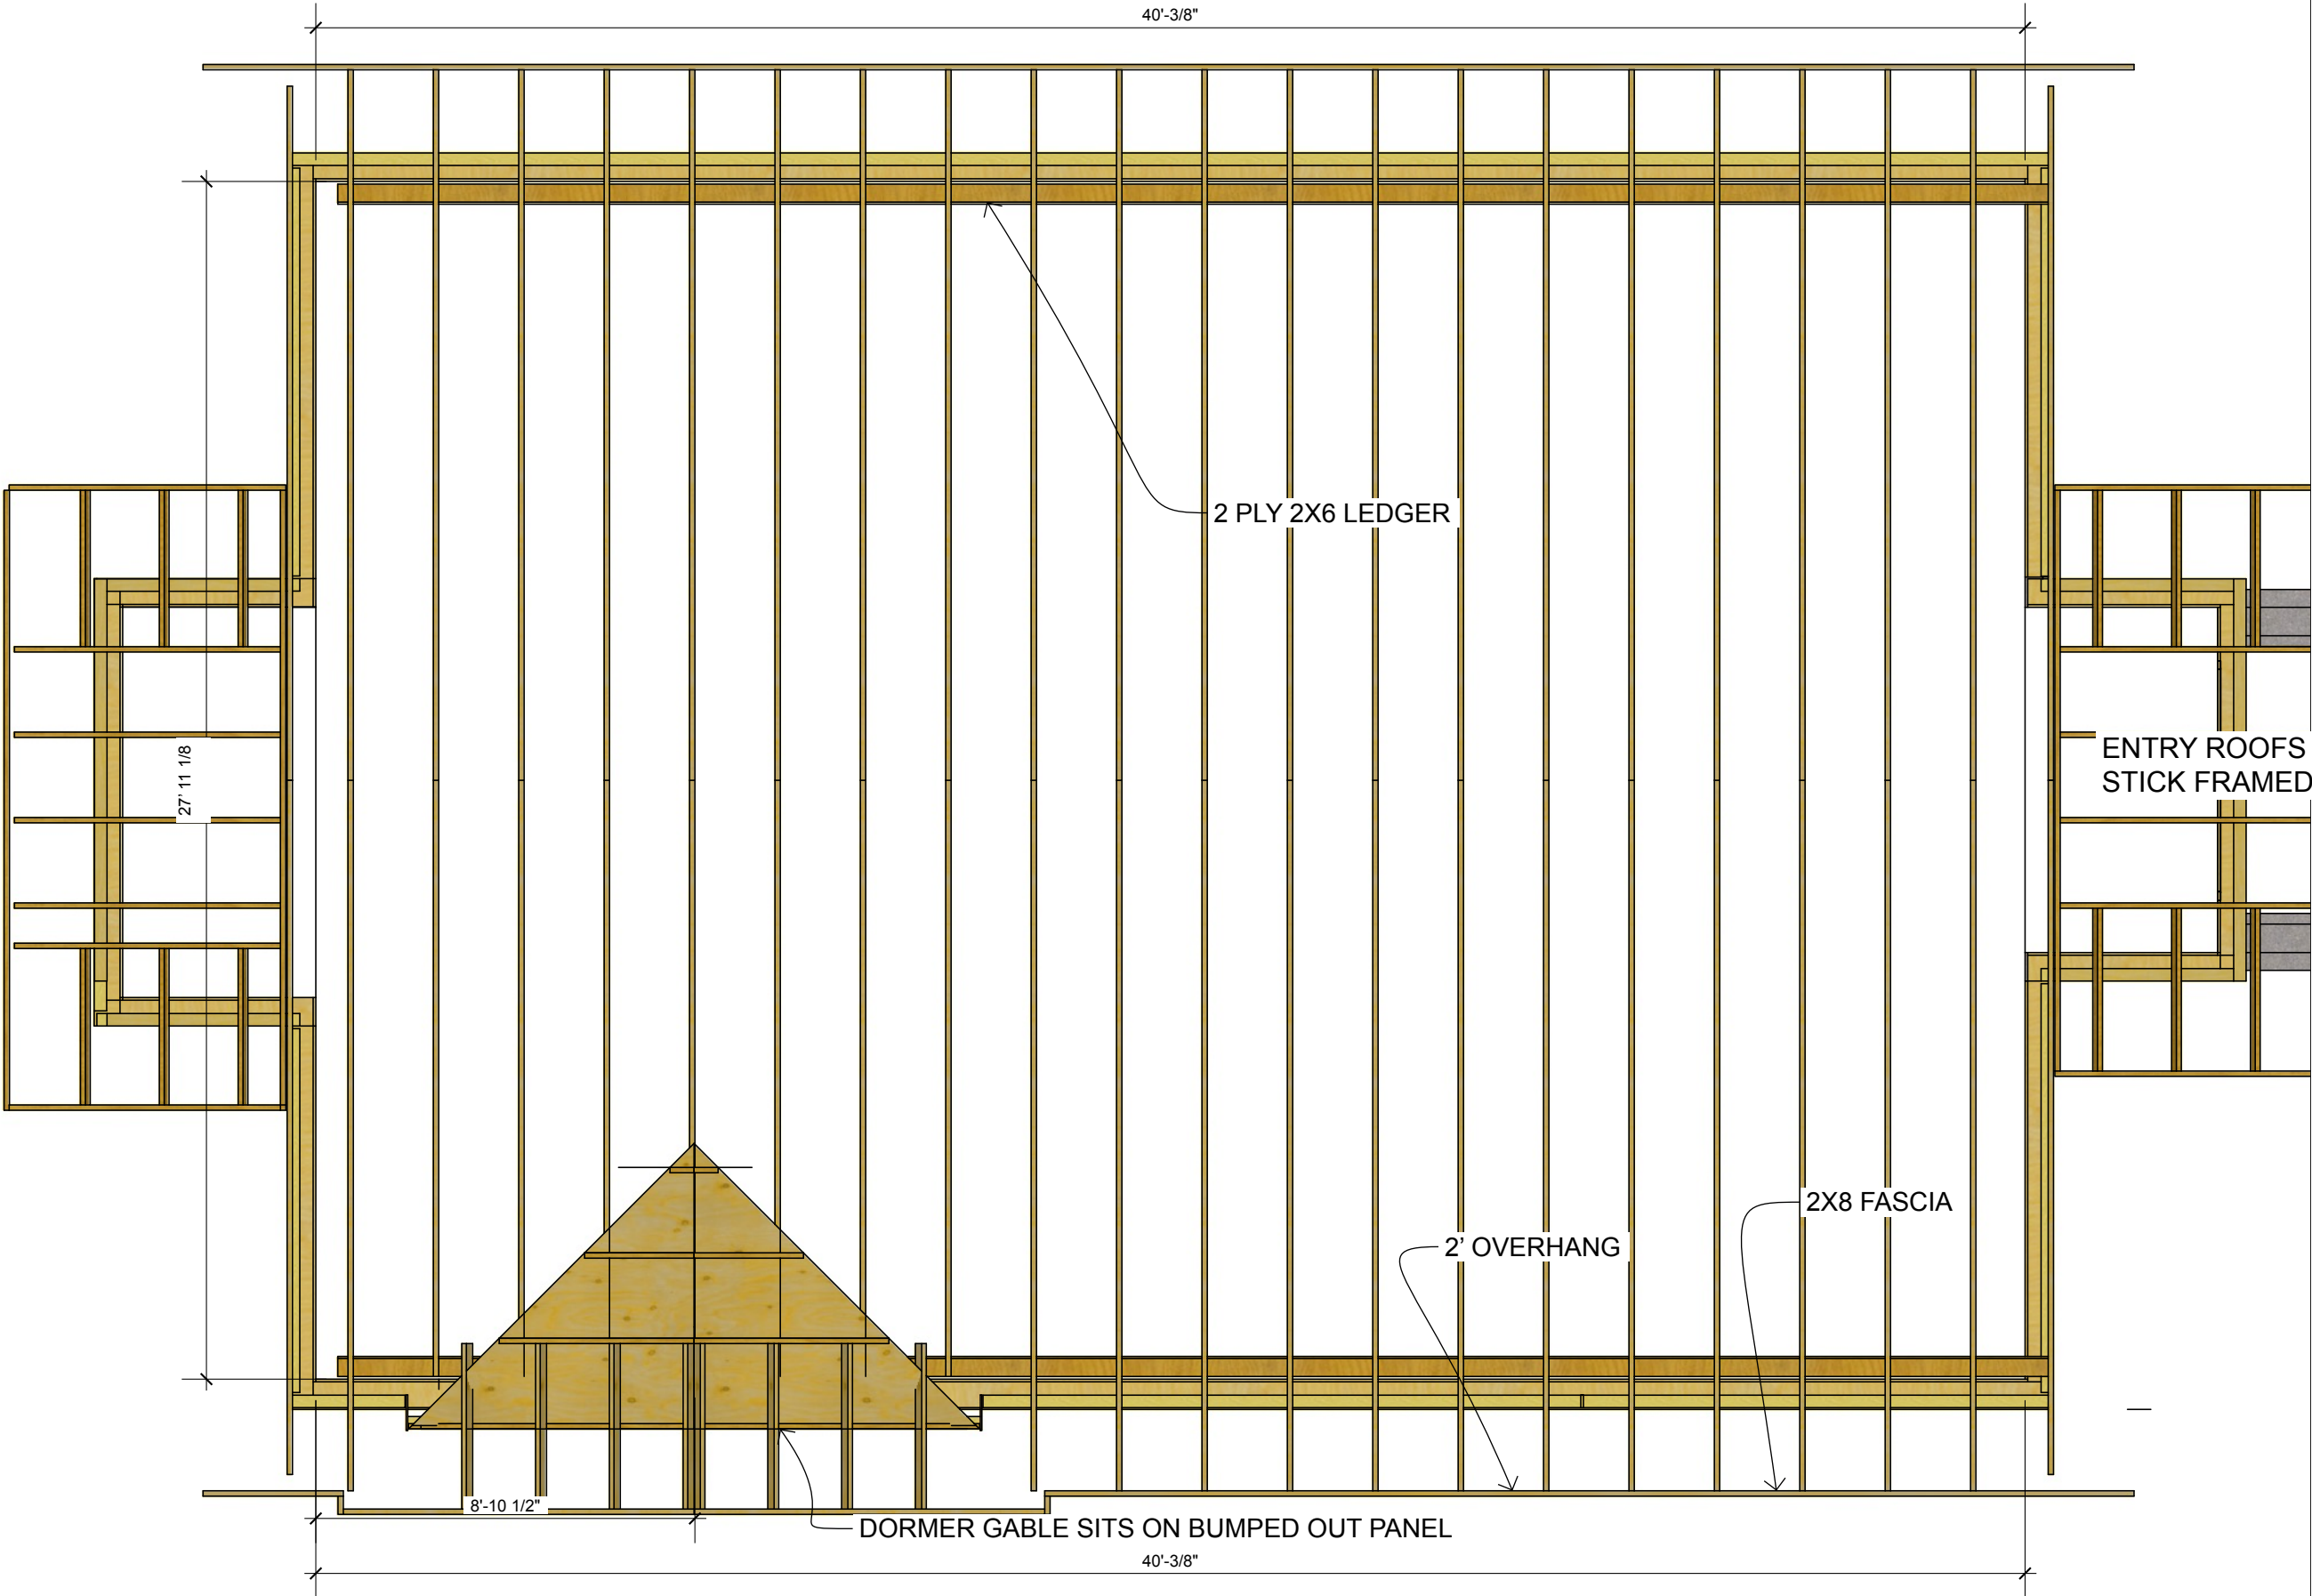 40'-3/8"
2 PLY 2X6 LEDGER
27' 11 1/8
ENTRY ROOFS
STICK FRAMED
2X8 FASCIA
2' OVERHANG
8'-10 1/2"
DORMER GABLE SITS ON BUMPED OUT PANEL
40'-3/8"